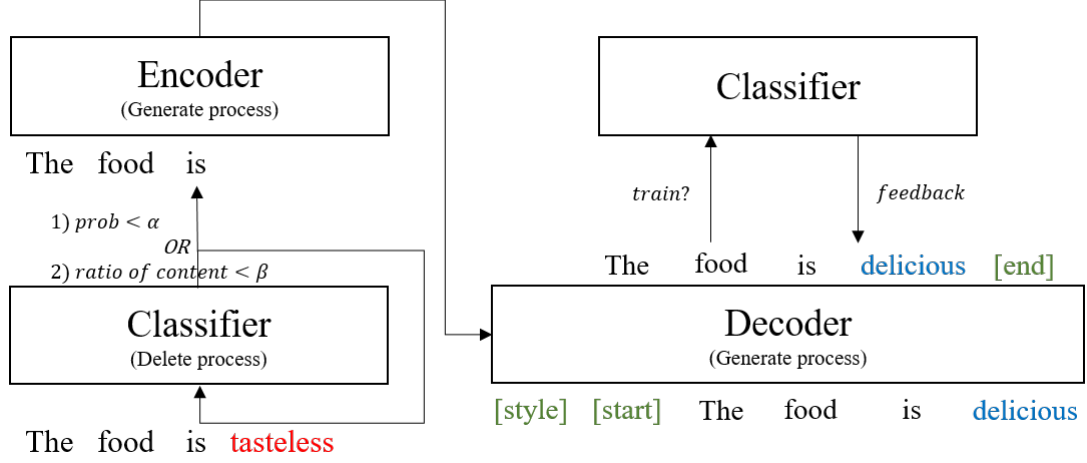 Encoder
(Generate process)
The food is
1) prob < α
OR
2) ratio of content < β
Classifier
(Delete process)
The food is tasteless
Classifier
train?
feedback
The food is delicious [end]
Decoder
(Generate process)
[style] [start] The food is delicious